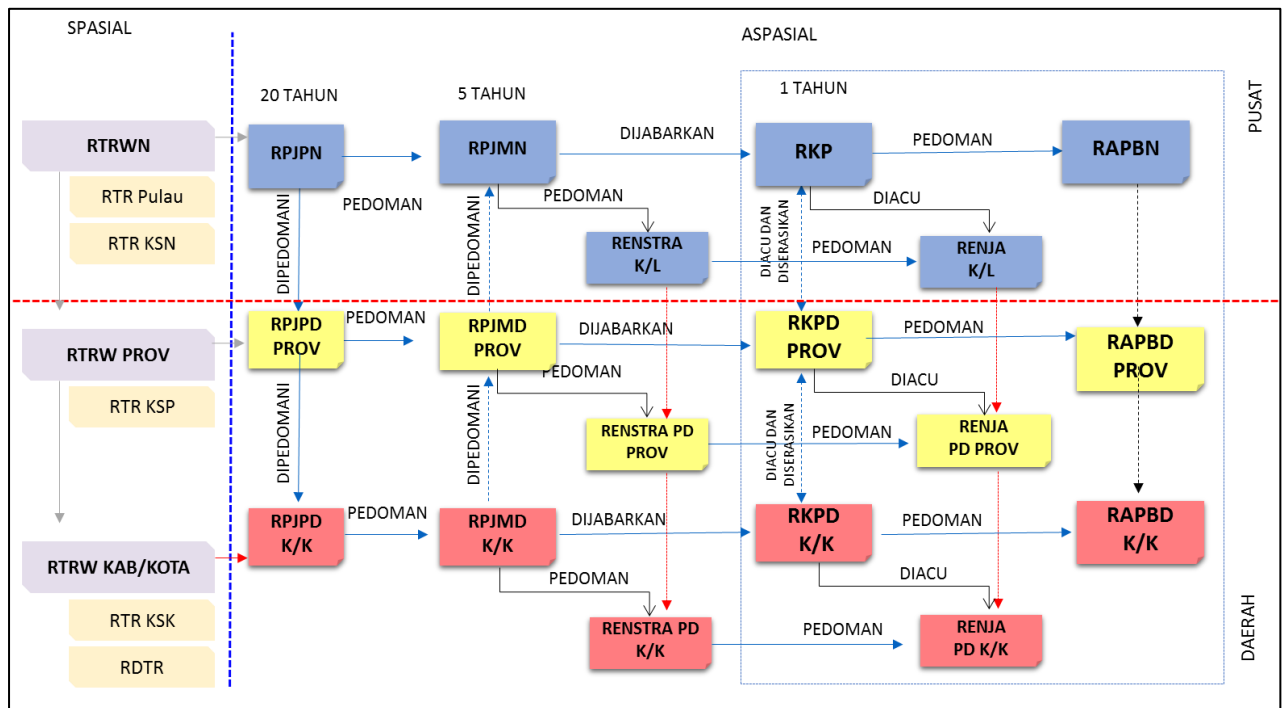 SPASIAL
ASPASIAL
20 TAHUN
5 TAHUN
1 TAHUN
PUSAT
RTRWN
RPJPN
RPJMN
DIJABARKAN
RKP
PEDOMAN
RAPBN
RTR Pulau
RTR KSN
DIPEDOMANI
PEDOMAN
DIPEDOMANI
PEDOMAN
RENSTRA
K/L
DIACU DAN
DISERASIKAN
PEDOMAN
DIACU
RENJA
K/L
RTRW PROV
RPJPD
PROV
PEDOMAN
RPJMD
PROV
DIJABARKAN
RKPD
PROV
PEDOMAN
RAPBD
PROV
RTR KSP
DIPEDOMANI
DIPEDOMANI
PEDOMAN
RENSTRA PD
PROV
DIACU DAN
DISERASIKAN
PEDOMAN
DIACU
RENJA
PD PROV
RTRW KAB/KOTA
RPJPD
K/K
PEDOMAN
RPJMD
K/K
DIJABARKAN
RKPD
K/K
PEDOMAN
RAPBD
K/K
RTR KSK
RDTR
PEDOMAN
RENSTRA PD
K/K
PEDOMAN
DIACU
RENJA
PD K/K
DAERAH